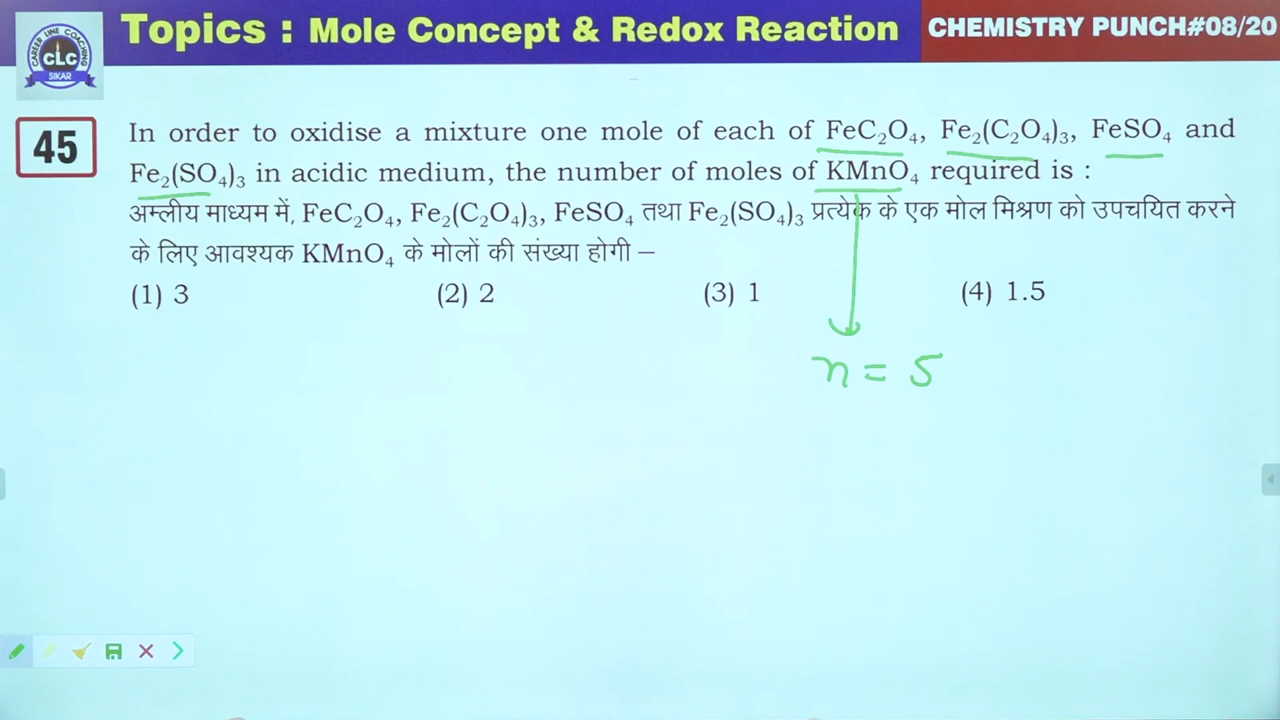 CAREER LINE COACHING
CLC
SIKAR
Topics : Mole Concept & Redox Reaction
CHEMISTRY PUNCH#08/20
45
In order to oxidise a mixture one mole of each of FeC₂O₄, Fe₂(C₂O₄)₃, FeSO₄ and
Fe₂(SO₄)₃ in acidic medium, the number of moles of KMnO₄ required is :
अम्लीय माध्यम में, FeC₂O₄, Fe₂(C₂O₄)₃, FeSO₄ तथा Fe₂(SO₄)₃ प्रत्येक के एक मोल मिश्रण को उपचयित करने
के लिए आवश्यक KMnO₄ के मोलों की संख्या होगी –
(1) 3 (2) 2 (3) 1 (4) 1.5
n = 5